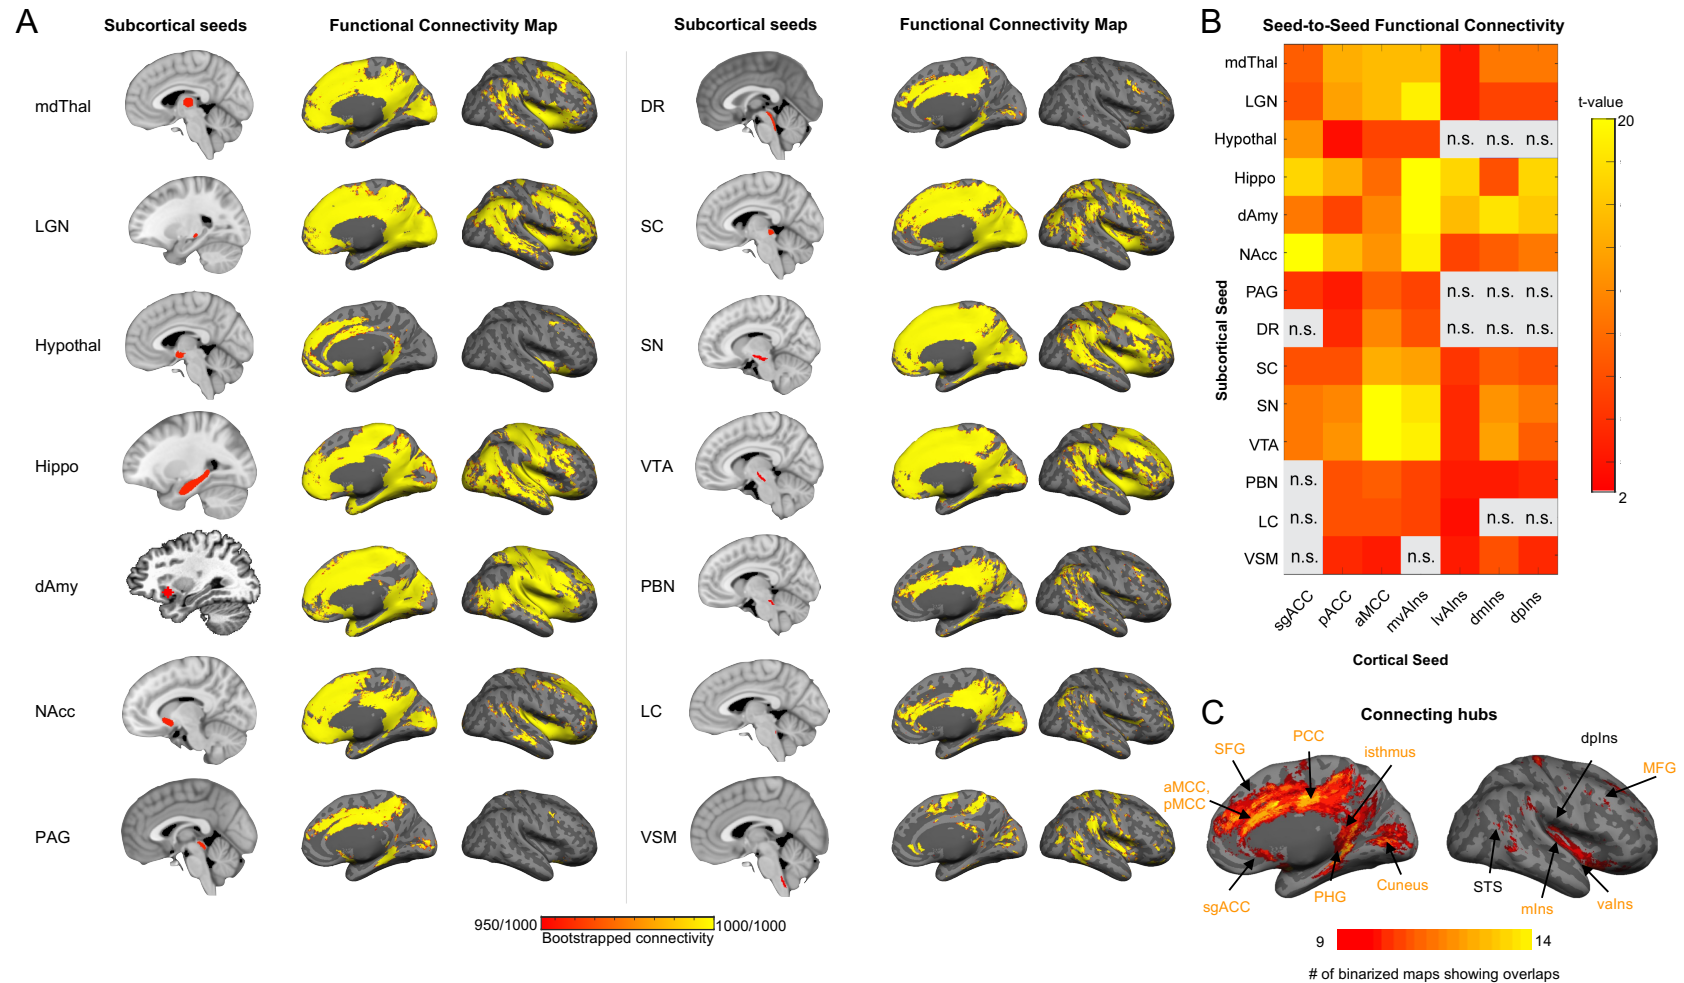 A
Subcortical seeds
Functional Connectivity Map
Subcortical seeds
Functional Connectivity Map
mdThal
LGN
Hypothal
Hippo
dAmy
NAcc
PAG
DR
SC
SN
VTA
PBN
LC
VSM
950/1000
1000/1000
Bootstrapped connectivity
B
Seed-to-Seed Functional Connectivity
Subcortical Seed
mdThal
LGN
Hypothal n.s. n.s. n.s.
Hippo
dAmy
NAcc
PAG n.s. n.s. n.s.
DR n.s. n.s. n.s. n.s.
SC
SN
VTA
PBN n.s.
LC n.s. n.s. n.s.
VSM n.s. n.s.
sgACC pACC aMCC mvAIns lvAIns dmIns dpIns
Cortical Seed
t-value
20
2
C
Connecting hubs
SFG
PCC
isthmus
aMCC,
pMCC
sgACC
PHG
Cuneus
dpIns
MFG
STS
mIns
vaIns
9
14
# of binarized maps showing overlaps